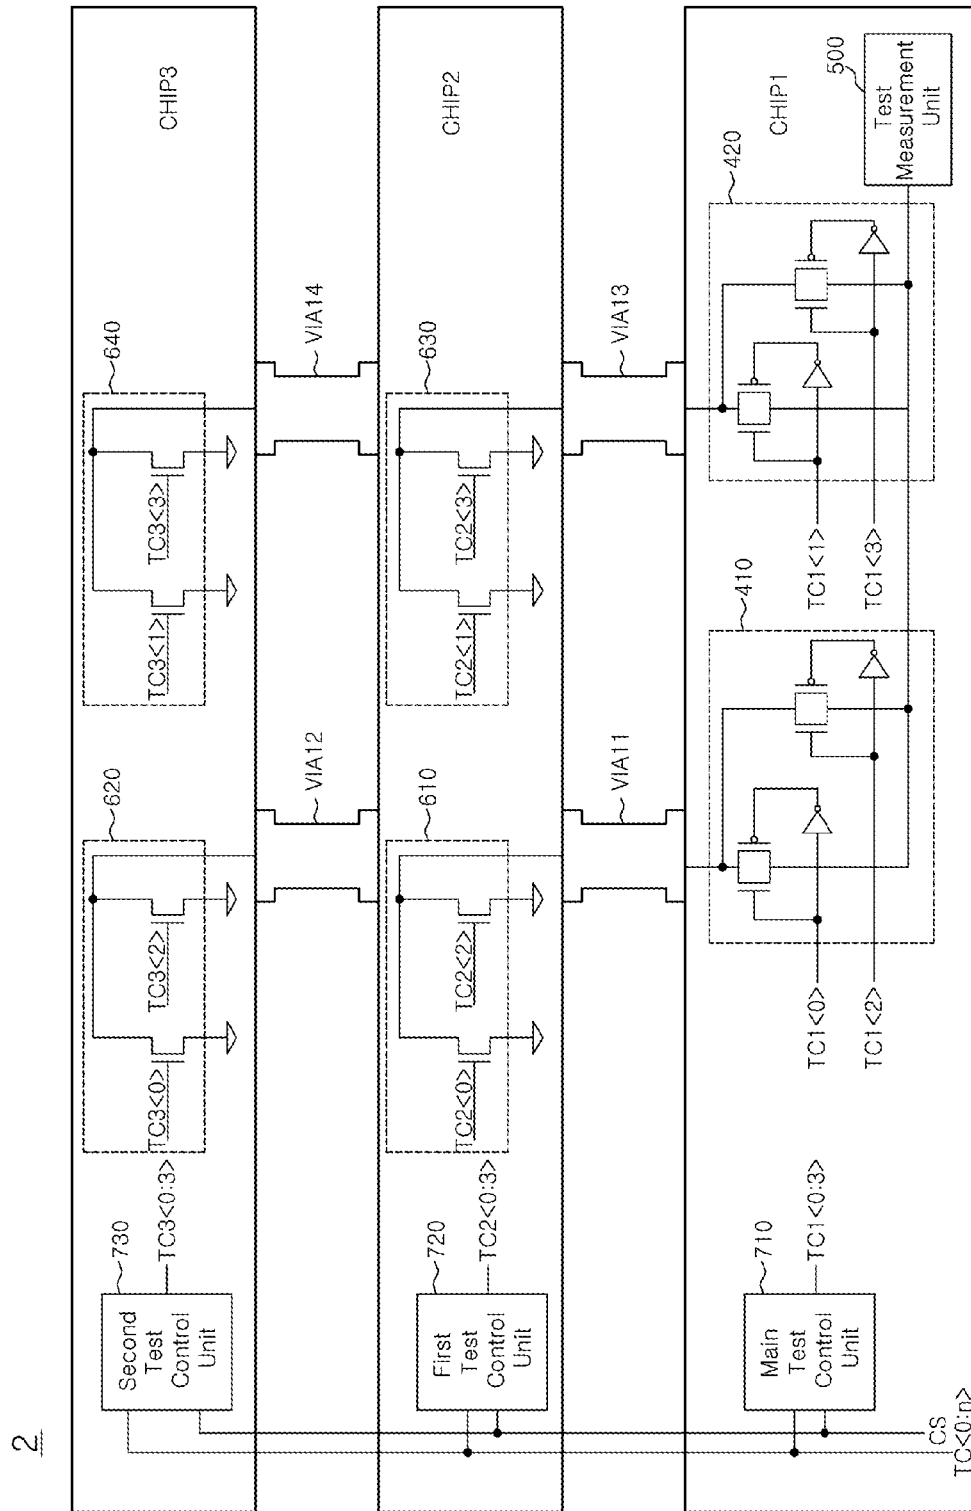 2
CHIP3
730
Second
Test
Control
Unit
TC3<0:3>
620
TC3<0>
TC3<2>
640
TC3<1>
TC3<3>
VIA12
VIA14
CHIP2
720
First
Test
Control
Unit
TC2<0:3>
610
TC2<0>
TC2<2>
630
TC2<1>
TC2<3>
VIA11
VIA13
CHIP1
710
Main
Test
Control
Unit
TC1<0:3>
410
TC1<0>
TC1<2>
420
TC1<1>
TC1<3>
500
Test
Measurement
Unit
CS
TC<0:n>